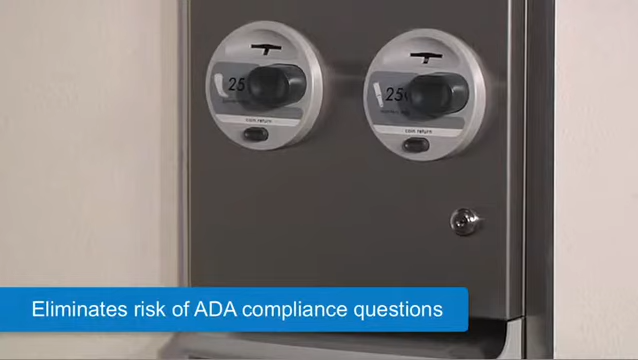 25
25¢
coin return
coin return
Eliminates risk of ADA compliance questions